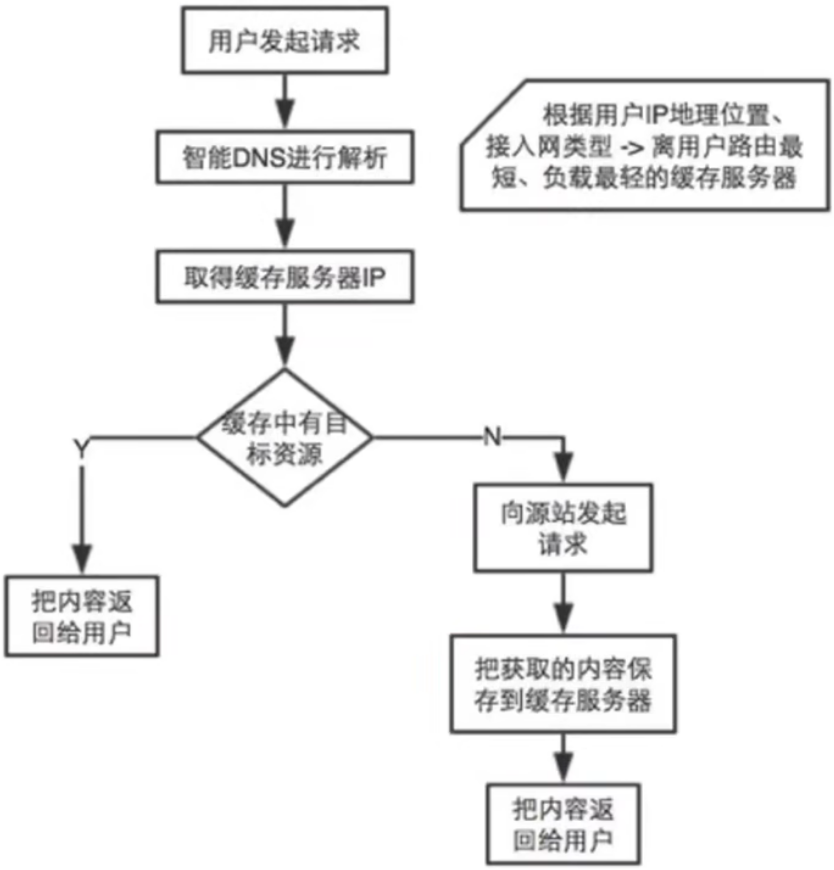 用户发起请求
智能DNS进行解析
根据用户IP地理位置、
接入网类型 -> 离用户路由最
短、负载最轻的缓存服务器
取得缓存服务器IP
缓存中有目
标资源
Y
N
向源站发起
请求
把内容返
回给用户
把获取的内容保
存到缓存服务器
把内容返
回给用户